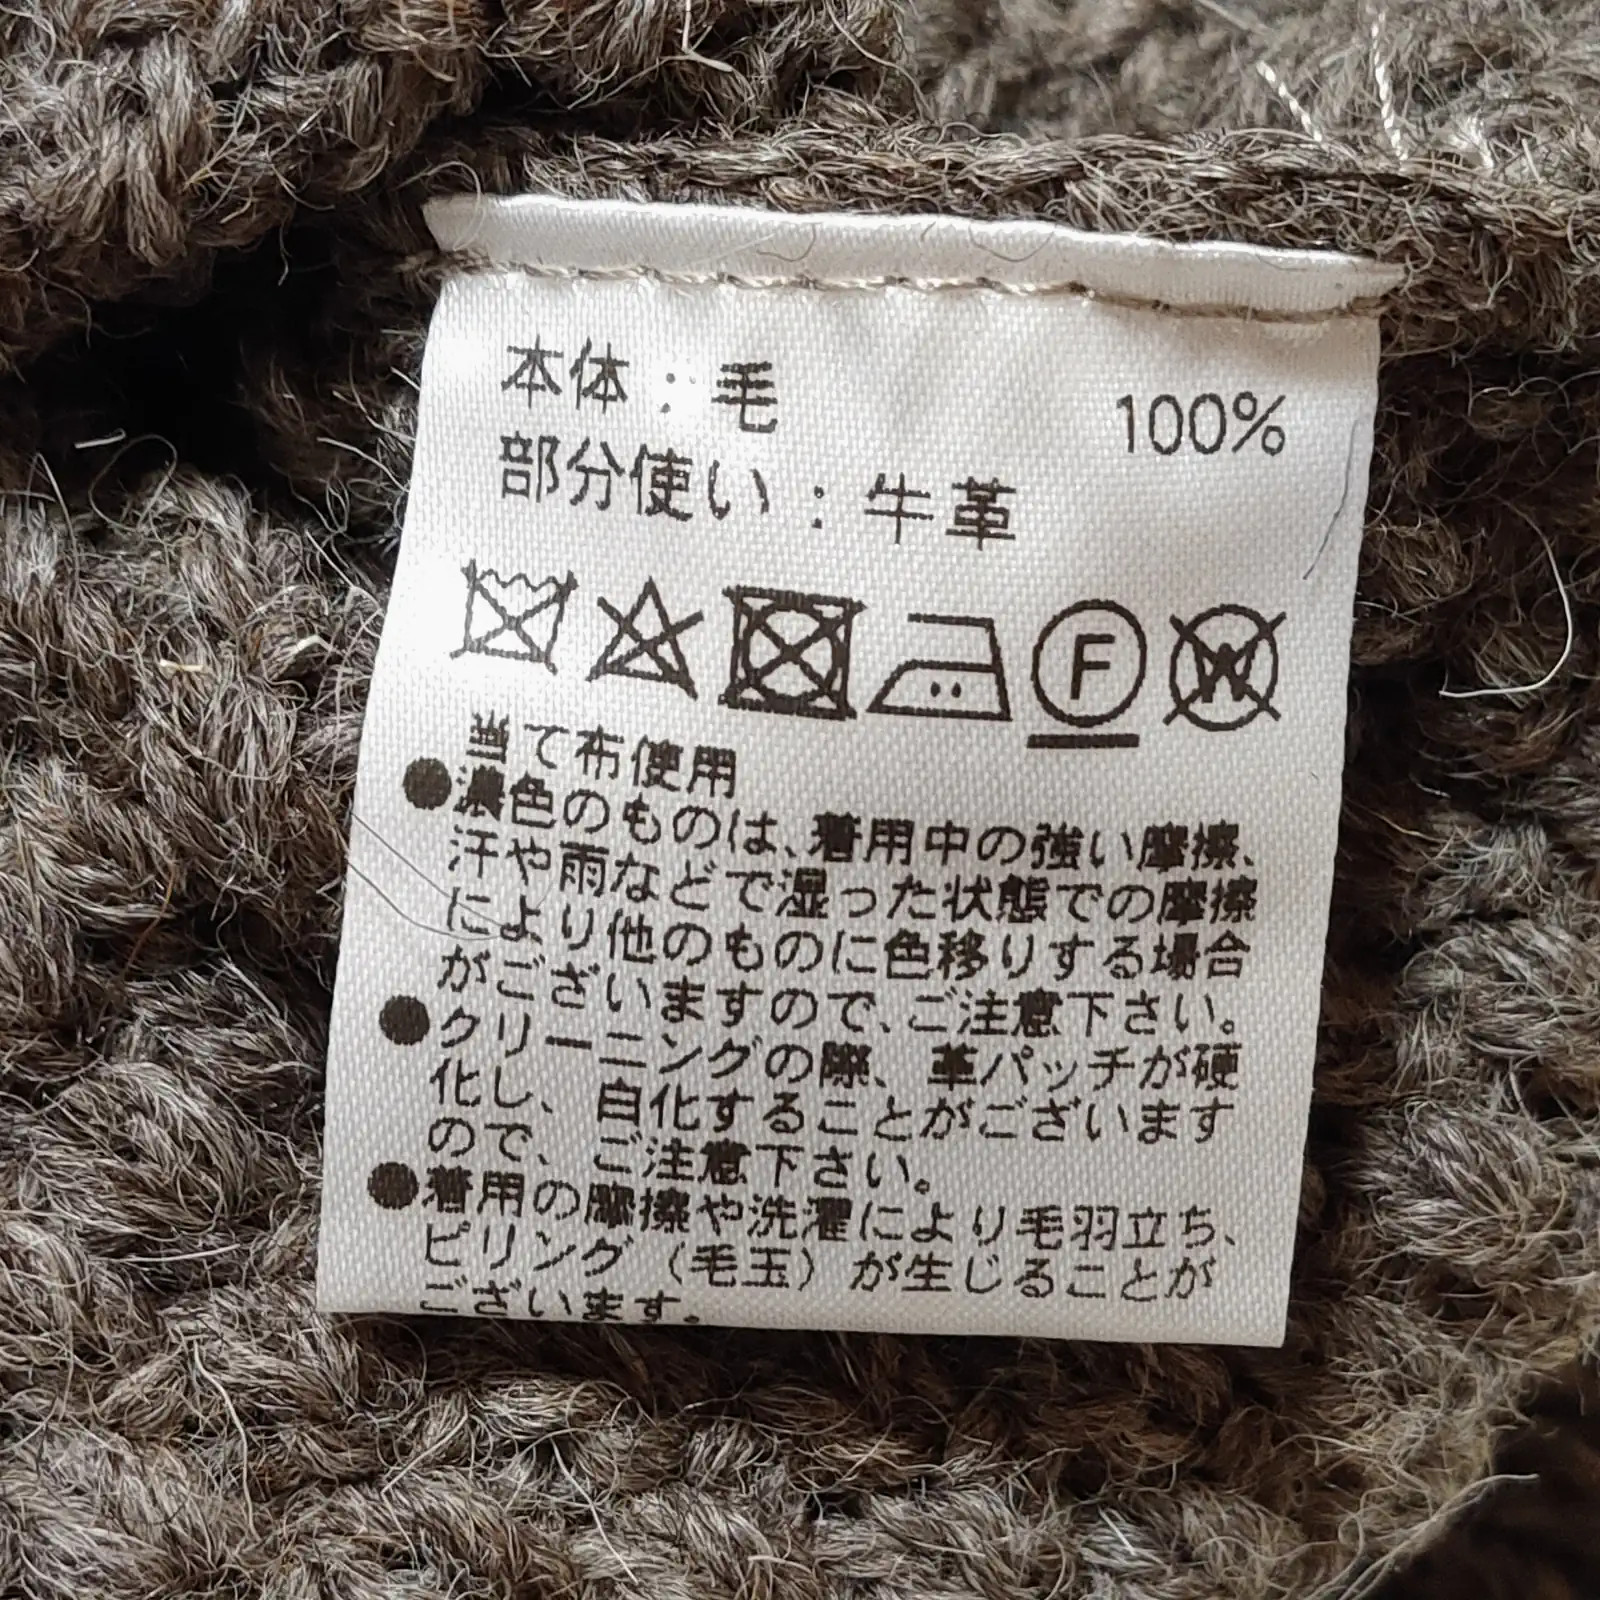 本体：毛 100%
部分使い：牛革
F W
当て布使用
●濃色のものは、着用中の強い摩擦、
汗や雨などで湿った状態での摩擦
により他のものに色移りする場合
がございますので、ご注意下さい。
●クリーニングの際、革パッチが硬
化し、白化することがございます
ので、ご注意下さい。
●着用の摩擦や洗濯により毛羽立ち、
ピリング（毛玉）が生じることが
ございます。